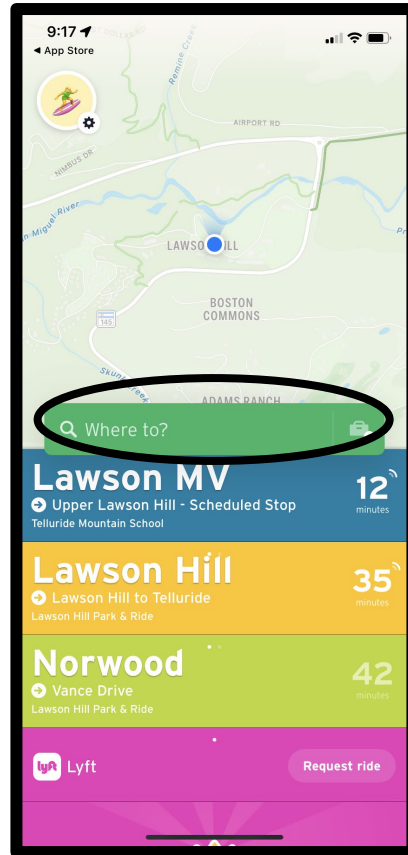 9:17
App Store
Remine Creek
AIRPORT RD
NIMBUS DR
River
LAWSON HILL
BOSTON
COMMONS
145
ADAMS RANCH
Where to?
Lawson MV
12
Upper Lawson Hill - Scheduled Stop
minutes
Telluride Mountain School
Lawson Hill
35
Lawson Hill to Telluride
minutes
Lawson Hill Park & Ride
Norwood
42
Vance Drive
minutes
Lawson Hill Park & Ride
lyft Lyft
Request ride